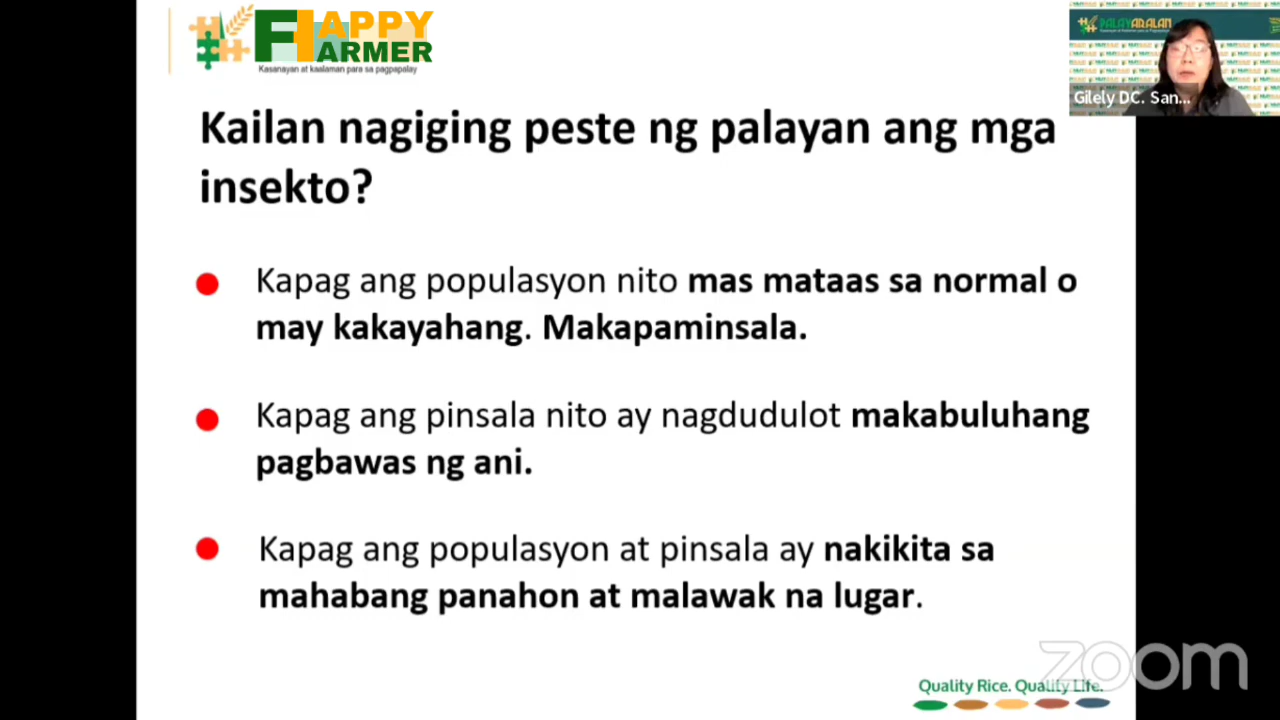 HAPPY
FARMER
Kasanayan at kaalaman para sa pagpapalay
PALAYARALAN
Gilely DC. San...
Kailan nagiging peste ng palayan ang mga
insekto?
Kapag ang populasyon nito mas mataas sa normal o
may kakayahang. Makapaminsala.
Kapag ang pinsala nito ay nagdudulot makabuluhang
pagbawas ng ani.
Kapag ang populasyon at pinsala ay nakikita sa
mahabang panahon at malawak na lugar.
zoom
Quality Rice. Quality Life.